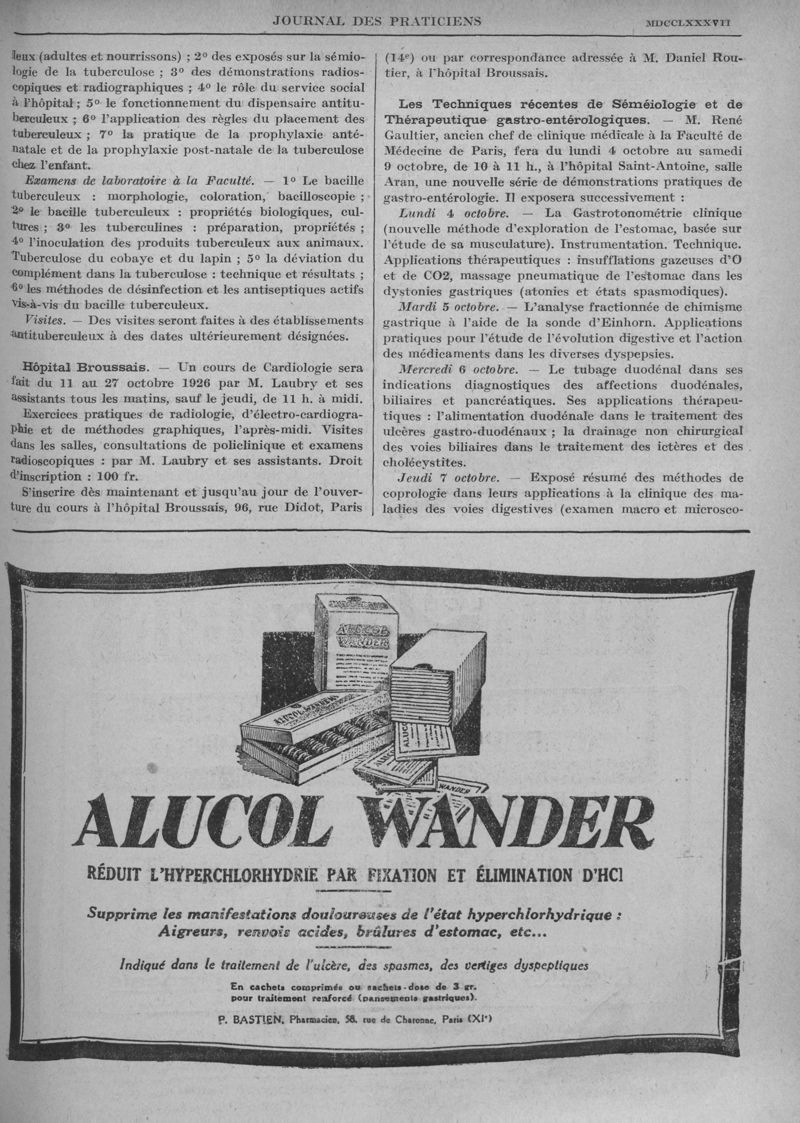 JOURNAL DES PRATICIENS
MDCCLXXXVII
leux (adultes et nourrissons) ; 2º des exposés sur la sémio-
logie de la tuberculose ; 3º des démonstrations radios-
copiques et radiographiques ; 4º le rôle du service social
à l'hôpital ; 5º le fonctionnement du dispensaire antitu-
berculeux ; 6º l'application des règles du placement des
tuberculeux ; 7º la pratique de la prophylaxie anté-
natale et de la prophylaxie post-natale de la tuberculose
chez l'enfant.
Examens de laboratoire à la Faculté. — 1º Le bacille
tuberculeux : morphologie, coloration, bacilloscopie ;
2º le bacille tuberculeux : propriétés biologiques, cul-
tures ; 3º les tuberculines : préparation, propriétés ;
4º l'inoculation des produits tuberculeux aux animaux.
Tuberculose du cobaye et du lapin ; 5º la déviation du
complément dans la tuberculose : technique et résultats ;
6º les méthodes de désinfection et les antiseptiques actifs
vis-à-vis du bacille tuberculeux.
Visites. — Des visites seront faites à des établissements
antituberculeux à des dates ultérieurement désignées.
Hôpital Broussais. — Un cours de Cardiologie sera
fait du 11 au 27 octobre 1926 par M. Laubry et ses
assistants tous les matins, sauf le jeudi, de 11 h. à midi.
Exercices pratiques de radiologie, d'électro-cardiogra-
phie et de méthodes graphiques, l'après-midi. Visites
dans les salles, consultations de policlinique et examens
radioscopiques : par M. Laubry et ses assistants. Droit
d'inscription : 100 fr.
S'inscrire dès maintenant et jusqu'au jour de l'ouver-
ture du cours à l'hôpital Broussais, 96, rue Didot, Paris
(14e) ou par correspondance adressée à M. Daniel Rou-
tier, à l'hôpital Broussais.
Les Techniques récentes de Séméiologie et de
Thérapeutique gastro-entérologiques. — M. René
Gaultier, ancien chef de clinique médicale à la Faculté de
Médecine de Paris, fera du lundi 4 octobre au samedi
9 octobre, de 10 à 11 h., à l'hôpital Saint-Antoine, salle
Aran, une nouvelle série de démonstrations pratiques de
gastro-entérologie. Il exposera successivement :
Lundi 4 octobre. — La Gastrotonométrie clinique
(nouvelle méthode d'exploration de l'estomac, basée sur
l'étude de sa musculature). Instrumentation. Technique.
Applications thérapeutiques : insufflations gazeuses d'O
et de CO2, massage pneumatique de l'estomac dans les
dystonies gastriques (atonies et états spasmodiques).
Mardi 5 octobre. — L'analyse fractionnée de chimisme
gastrique à l'aide de la sonde d'Einhorn. Applications
pratiques pour l'étude de l'évolution digestive et l'action
des médicaments dans les diverses dyspepsies.
Mercredi 6 octobre. — Le tubage duodénal dans ses
indications diagnostiques des affections duodénales,
biliaires et pancréatiques. Ses applications thérapeu-
tiques : l'alimentation duodénale dans le traitement des
ulcères gastro-duodénaux ; la drainage non chirurgical
des voies biliaires dans le traitement des ictères et des
cholécystites.
Jeudi 7 octobre. — Exposé résumé des méthodes de
coprologie dans leurs applications à la clinique des ma-
ladies des voies digestives (examen macro et microsco-
ALUCOL
WANDER
ALUCOL WANDER
ALUCOL
WANDER
ALUCOL WANDER
RÉDUIT L'HYPERCHLORHYDRIE PAR FIXATION ET ÉLIMINATION D'HCl
Supprime les manifestations douloureuses de l'état hyperchlorhydrique :
Aigreurs, renvois acides, brûlures d'estomac, etc...
Indiqué dans le traitement de l'ulcère, des spasmes, des vertiges dyspeptiques
En cachets comprimés ou sachets-dose de 3 gr.
pour traitement renforcé (pansements gastriques).
P. BASTIEN, Pharmacien, 58, rue de Charonne, Paris (XIe)